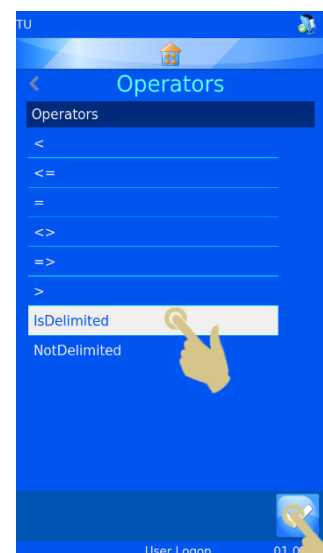 TU
Operators
Operators
<
<=
=
<>
=>
>
IsDelimited
NotDelimited
User Logon